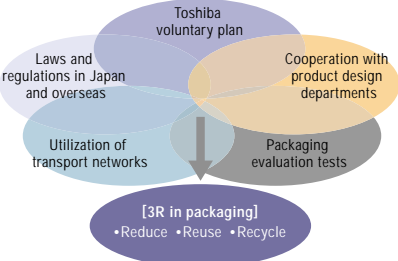 Toshiba
voluntary plan
Laws and
regulations in Japan
and overseas
Cooperation with
product design
departments
Utilization of
transport networks
Packaging
evaluation tests
[3R in packaging]
•Reduce •Reuse •Recycle